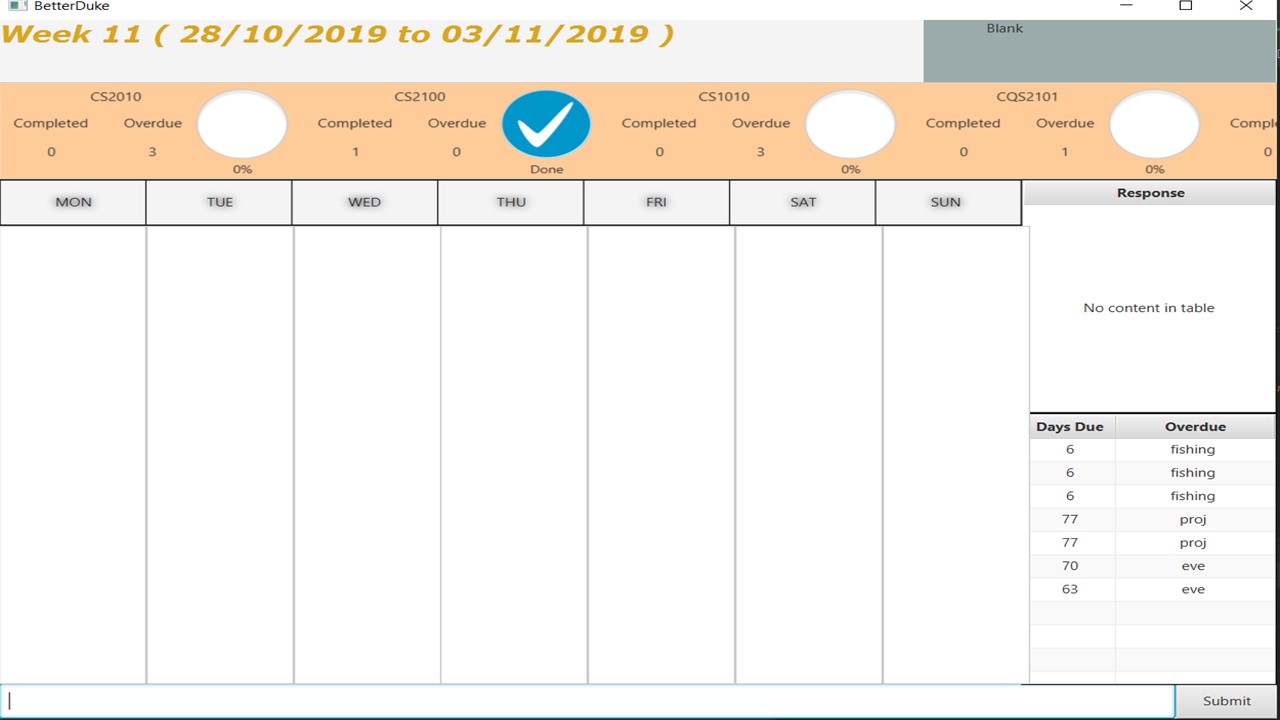 BetterDuke
Week 11 ( 28/10/2019 to 03/11/2019 )
Blank
CS2010 CS2100 CS1010 CQS2101
Completed Overdue Completed Overdue Completed Overdue Completed Overdue
0 3 1 0 0 3 0 1 0
0% Done 0% 0%
MON TUE WED THU FRI SAT SUN
Response
No content in table
Days Due Overdue
6 fishing
6 fishing
6 fishing
77 proj
77 proj
70 eve
63 eve
Submit